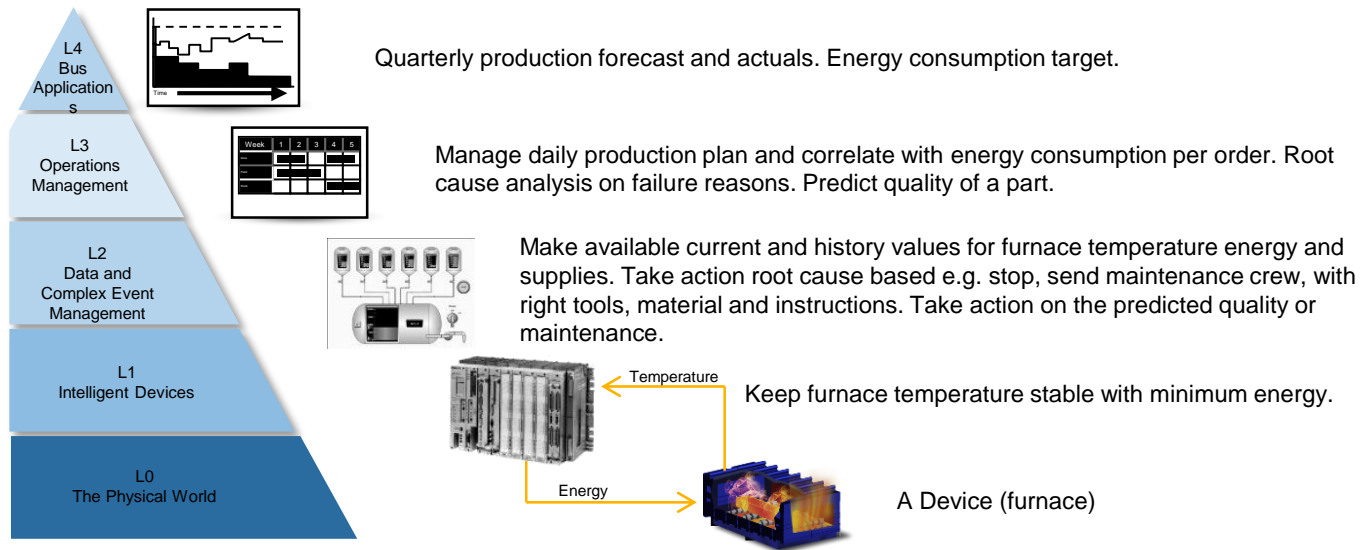 L4
Bus
Application
s
Time
Quarterly production forecast and actuals. Energy consumption target.
L3
Operations
Management
Week 1 2 3 4 5
Manage daily production plan and correlate with energy consumption per order. Root
cause analysis on failure reasons. Predict quality of a part.
L2
Data and
Complex Event
Management
Make available current and history values for furnace temperature energy and
supplies. Take action root cause based e.g. stop, send maintenance crew, with
right tools, material and instructions. Take action on the predicted quality or
maintenance.
L1
Intelligent Devices
Temperature
Keep furnace temperature stable with minimum energy.
L0
The Physical World
Energy
A Device (furnace)